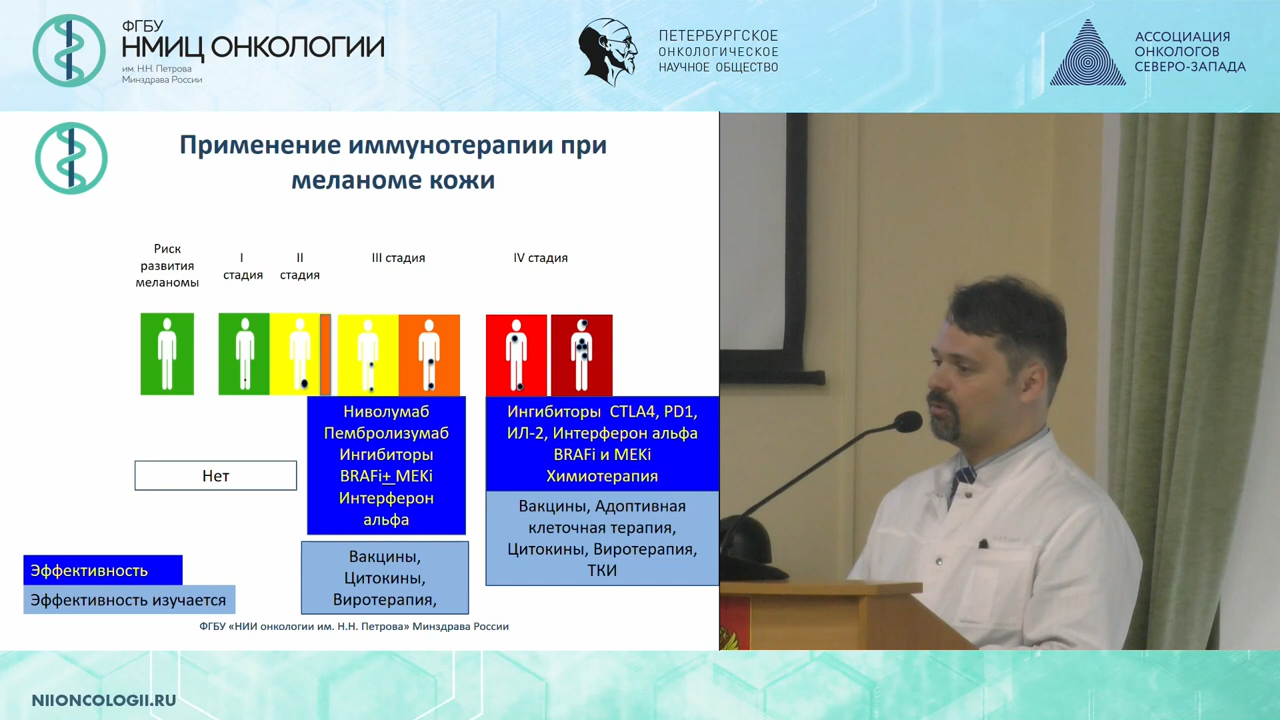 ФГБУ
НМИЦ ОНКОЛОГИИ
им. Н.Н. Петрова
Минздрава России
ПЕТЕРБУРГСКОЕ
ОНКОЛОГИЧЕСКОЕ
НАУЧНОЕ ОБЩЕСТВО
АССОЦИАЦИЯ
ОНКОЛОГОВ
СЕВЕРО-ЗАПАДА
Применение иммунотерапии при
меланоме кожи
Риск
развития
меланомы
I
стадия
II
стадия
III стадия
IV стадия
Нет
Ниволумаб
Пембролизумаб
Ингибиторы
BRAFi+ MEKi
Интерферон
альфа
Вакцины,
Цитокины,
Виротерапия,
Ингибиторы CTLA4, PD1,
ИЛ-2, Интерферон альфа
BRAFi и MEKi
Химиотерапия
Вакцины, Адоптивная
клеточная терапия,
Цитокины, Виротерапия,
ТКИ
Эффективность
Эффективность изучается
ФГБУ «НИИ онкологии им. Н.Н. Петрова» Минздрава России
NIIONCOLOGII.RU